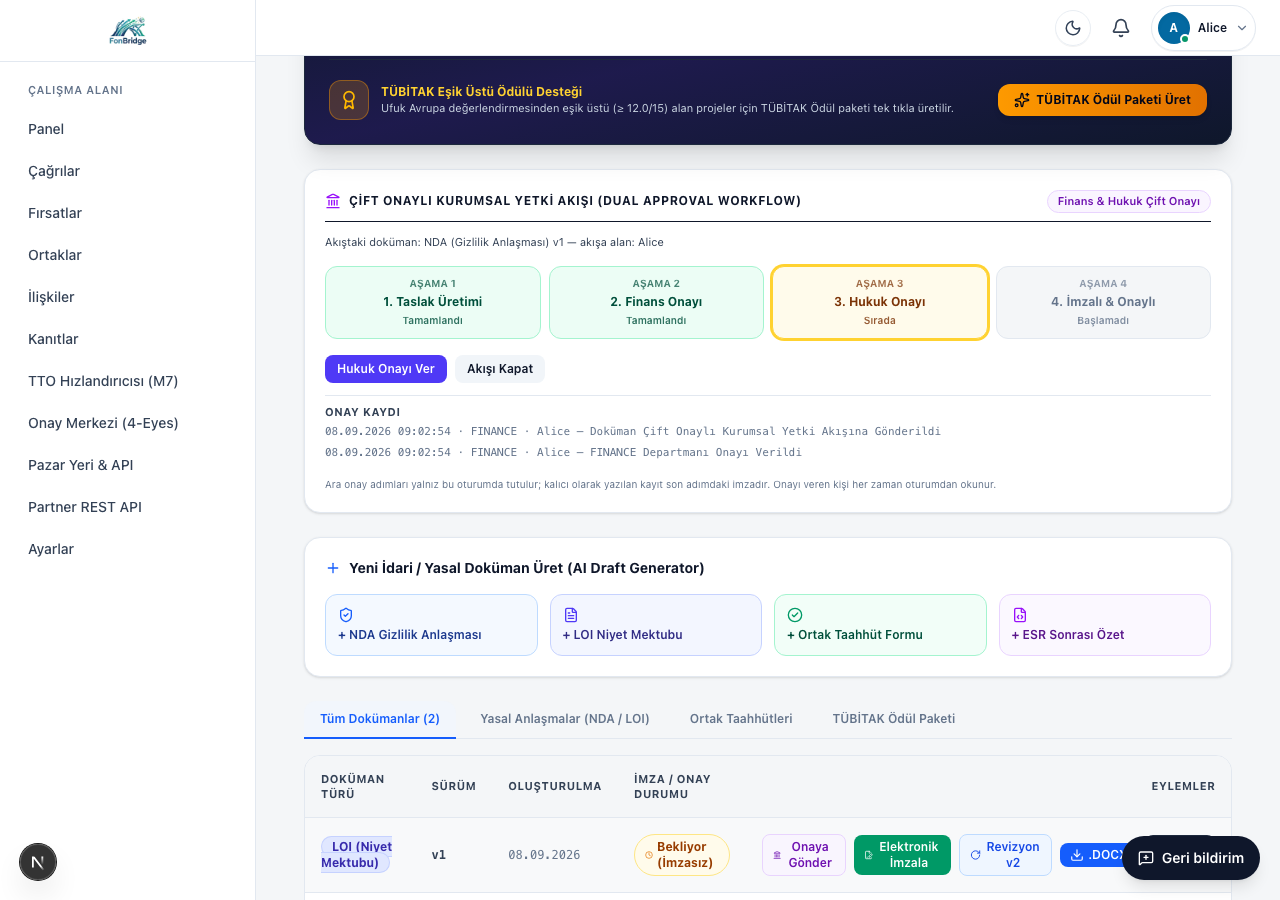 FonBridge
A
Alice
ÇALIŞMA ALANI
Panel
Çağrılar
Fırsatlar
Ortaklar
İlişkiler
Kanıtlar
TTO Hızlandırıcısı (M7)
Onay Merkezi (4-Eyes)
Pazar Yeri & API
Partner REST API
Ayarlar
N
TÜBİTAK Eşik Üstü Ödülü Desteği
Ufuk Avrupa değerlendirmesinden eşik üstü (≥ 12.0/15) alan projeler için TÜBİTAK Ödül paketi tek tıkla üretilir.
TÜBİTAK Ödül Paketi Üret
ÇİFT ONAYLI KURUMSAL YETKİ AKIŞI (DUAL APPROVAL WORKFLOW)
Finans & Hukuk Çift Onayı
Akıştaki doküman: NDA (Gizlilik Anlaşması) v1 — akışa alan: Alice
AŞAMA 1
1. Taslak Üretimi
Tamamlandı
AŞAMA 2
2. Finans Onayı
Tamamlandı
AŞAMA 3
3. Hukuk Onayı
Sırada
AŞAMA 4
4. İmzalı & Onaylı
Başlamadı
Hukuk Onayı Ver
Akışı Kapat
ONAY KAYDI
08.09.2026 09:02:54 · FINANCE · Alice — Doküman Çift Onaylı Kurumsal Yetki Akışına Gönderildi
08.09.2026 09:02:54 · FINANCE · Alice — FINANCE Departmanı Onayı Verildi
Ara onay adımları yalnız bu oturumda tutulur; kalıcı olarak yazılan kayıt son adımdaki imzadır. Onayı veren kişi her zaman oturumdan okunur.
Yeni İdari / Yasal Doküman Üret (AI Draft Generator)
+ NDA Gizlilik Anlaşması
+ LOI Niyet Mektubu
+ Ortak Taahhüt Formu
+ ESR Sonrası Özet
Tüm Dokümanlar (2)
Yasal Anlaşmalar (NDA / LOI)
Ortak Taahhütleri
TÜBİTAK Ödül Paketi
DOKÜMAN
TÜRÜ
SÜRÜM
OLUŞTURULMA
İMZA / ONAY
DURUMU
EYLEMLER
LOI (Niyet
Mektubu)
v1
08.09.2026
Bekliyor
(İmzasız)
Onaya
Gönder
Elektronik
İmzala
Revizyon
v2
.DOCX
Geri bildirim